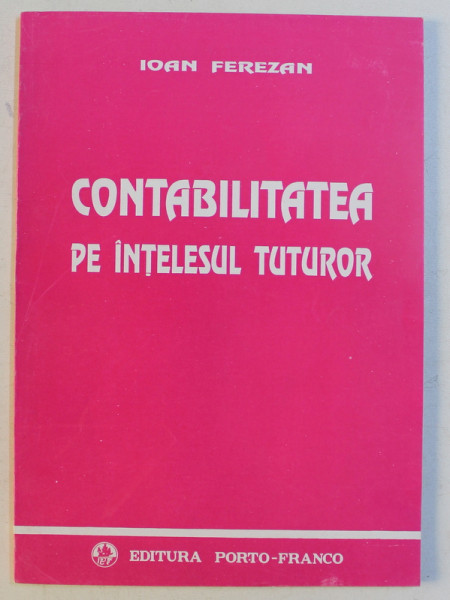 IOAN FEREZAN
CONTABILITATEA
PE ÎNȚELESUL TUTUROR
EDITURA PORTO-FRANCO